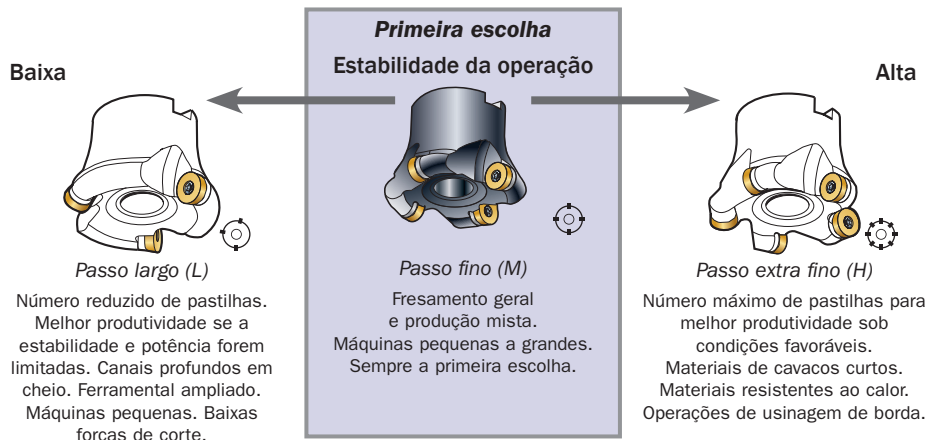 Primeira escolha
Estabilidade da operação
Baixa
Alta
Passo largo (L)
Número reduzido de pastilhas.
Melhor produtividade se a
estabilidade e potência forem
limitadas. Canais profundos em
cheio. Ferramental ampliado.
Máquinas pequenas. Baixas
forças de corte.
Passo fino (M)
Fresamento geral
e produção mista.
Máquinas pequenas a grandes.
Sempre a primeira escolha.
Passo extra fino (H)
Número máximo de pastilhas para
melhor produtividade sob
condições favoráveis.
Materiais de cavacos curtos.
Materiais resistentes ao calor.
Operações de usinagem de borda.